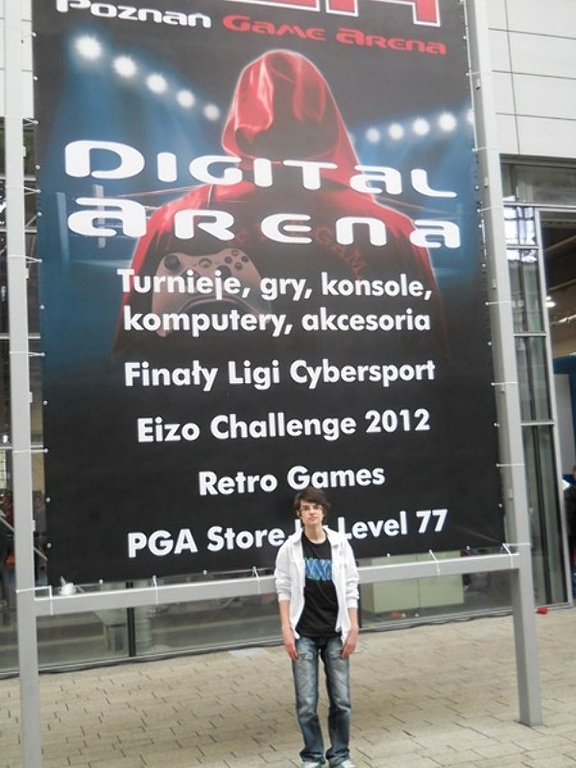 Poznan Game Arena
Digital
arena
Turnieje, gry, konsole,
komputery, akcesoria
Finały Ligi Cybersport
Eizo Challenge 2012
Retro Games
PGA Store Level 77